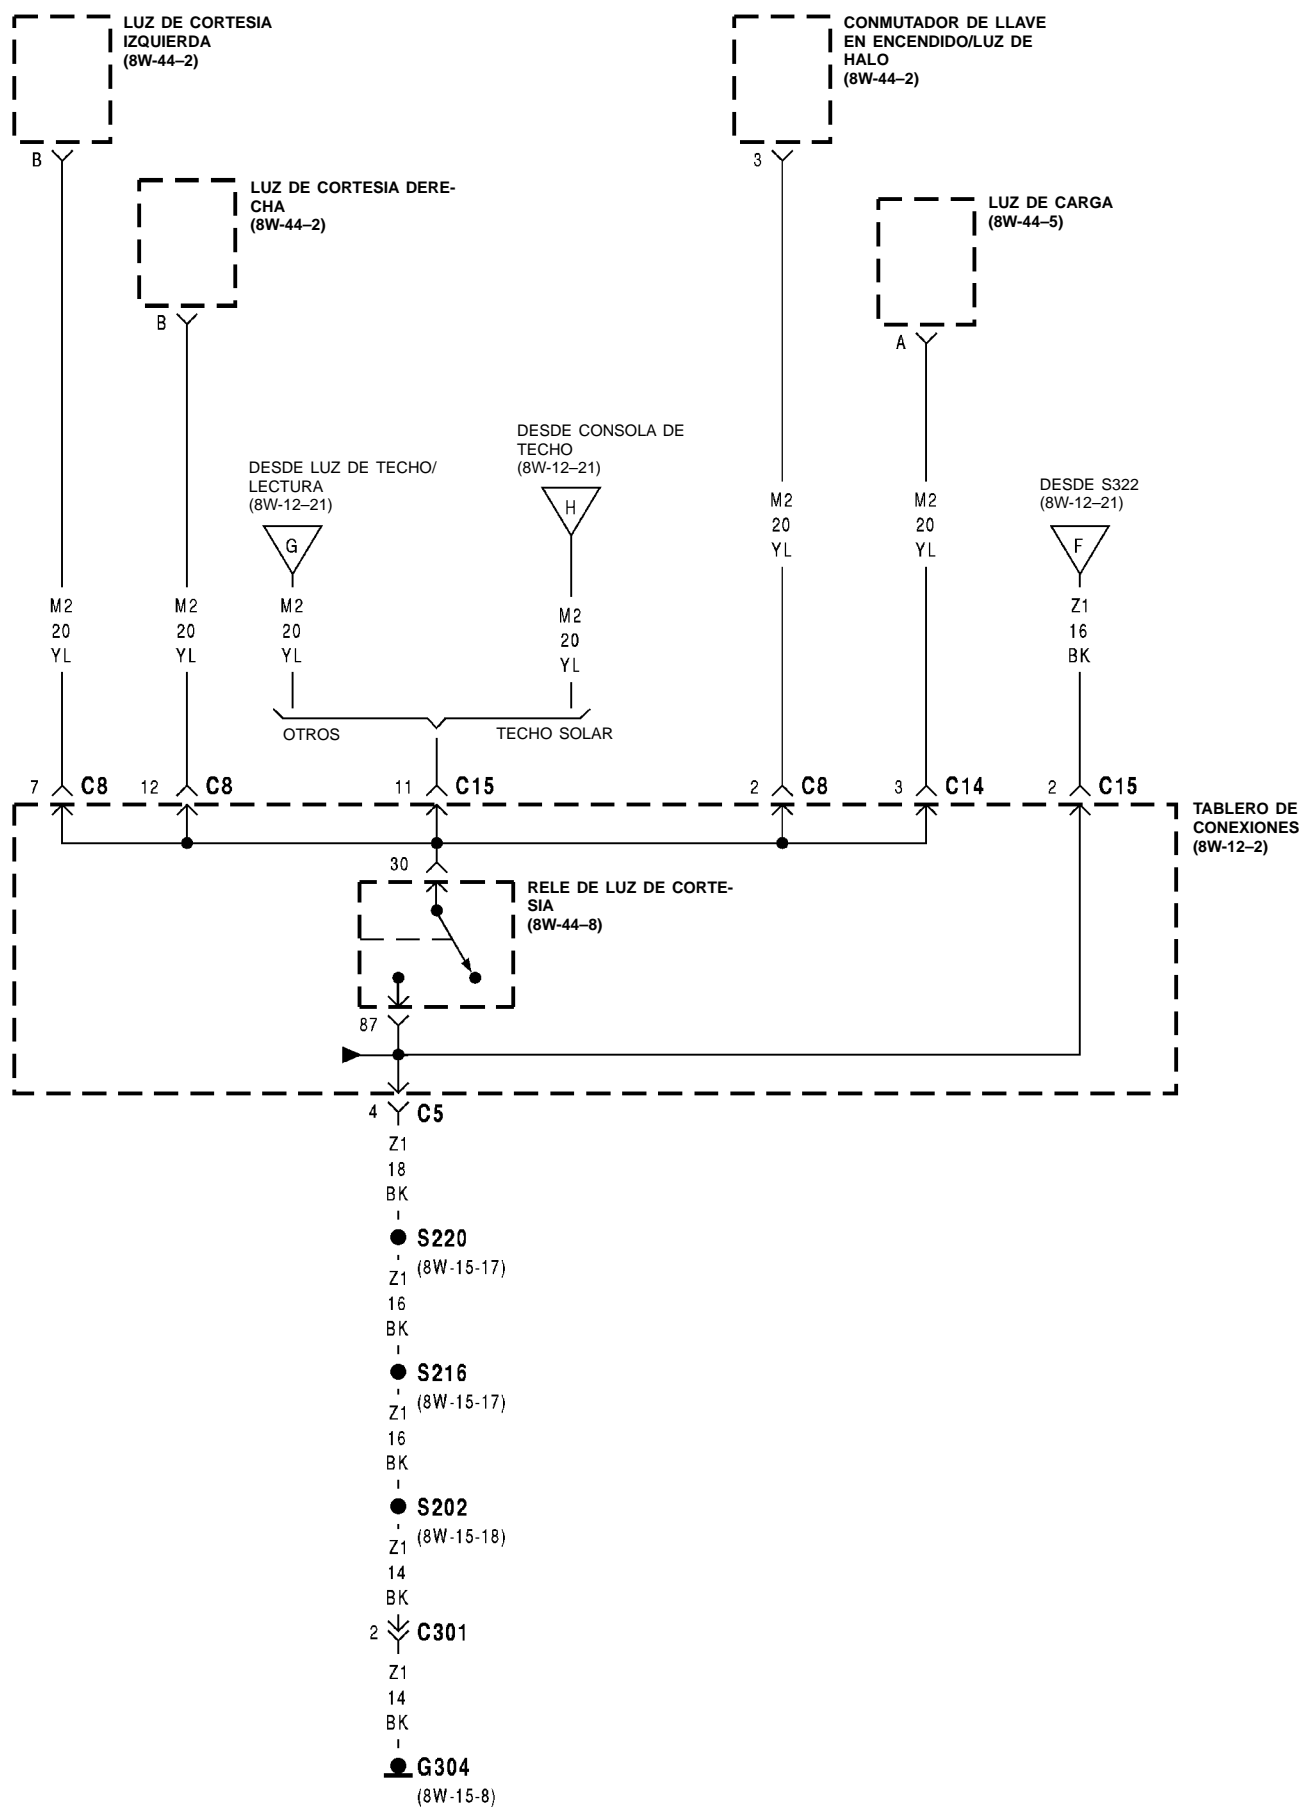 LUZ DE CORTESIA
IZQUIERDA
(8W-44–2)
B
LUZ DE CORTESIA DERE-
CHA
(8W-44–2)
B
CONMUTADOR DE LLAVE
EN ENCENDIDO/LUZ DE
HALO
(8W-44–2)
3
LUZ DE CARGA
(8W-44–5)
A
DESDE LUZ DE TECHO/
LECTURA
(8W-12–21)
G
DESDE CONSOLA DE
TECHO
(8W-12–21)
H
DESDE S322
(8W-12–21)
F
M2
20
YL
M2
20
YL
M2
20
YL
M2
20
YL
M2
20
YL
M2
20
YL
Z1
16
BK
OTROS
TECHO SOLAR
7 C8
12 C8
11 C15
2 C8
3 C14
2 C15
TABLERO DE
CONEXIONES
(8W-12–2)
30
RELE DE LUZ DE CORTE-
SIA
(8W-44–8)
87
4 C5
Z1
18
BK
S220
(8W-15-17)
Z1
16
BK
S216
(8W-15-17)
Z1
16
BK
S202
(8W-15-18)
Z1
14
BK
2 C301
Z1
14
BK
G304
(8W-15-8)